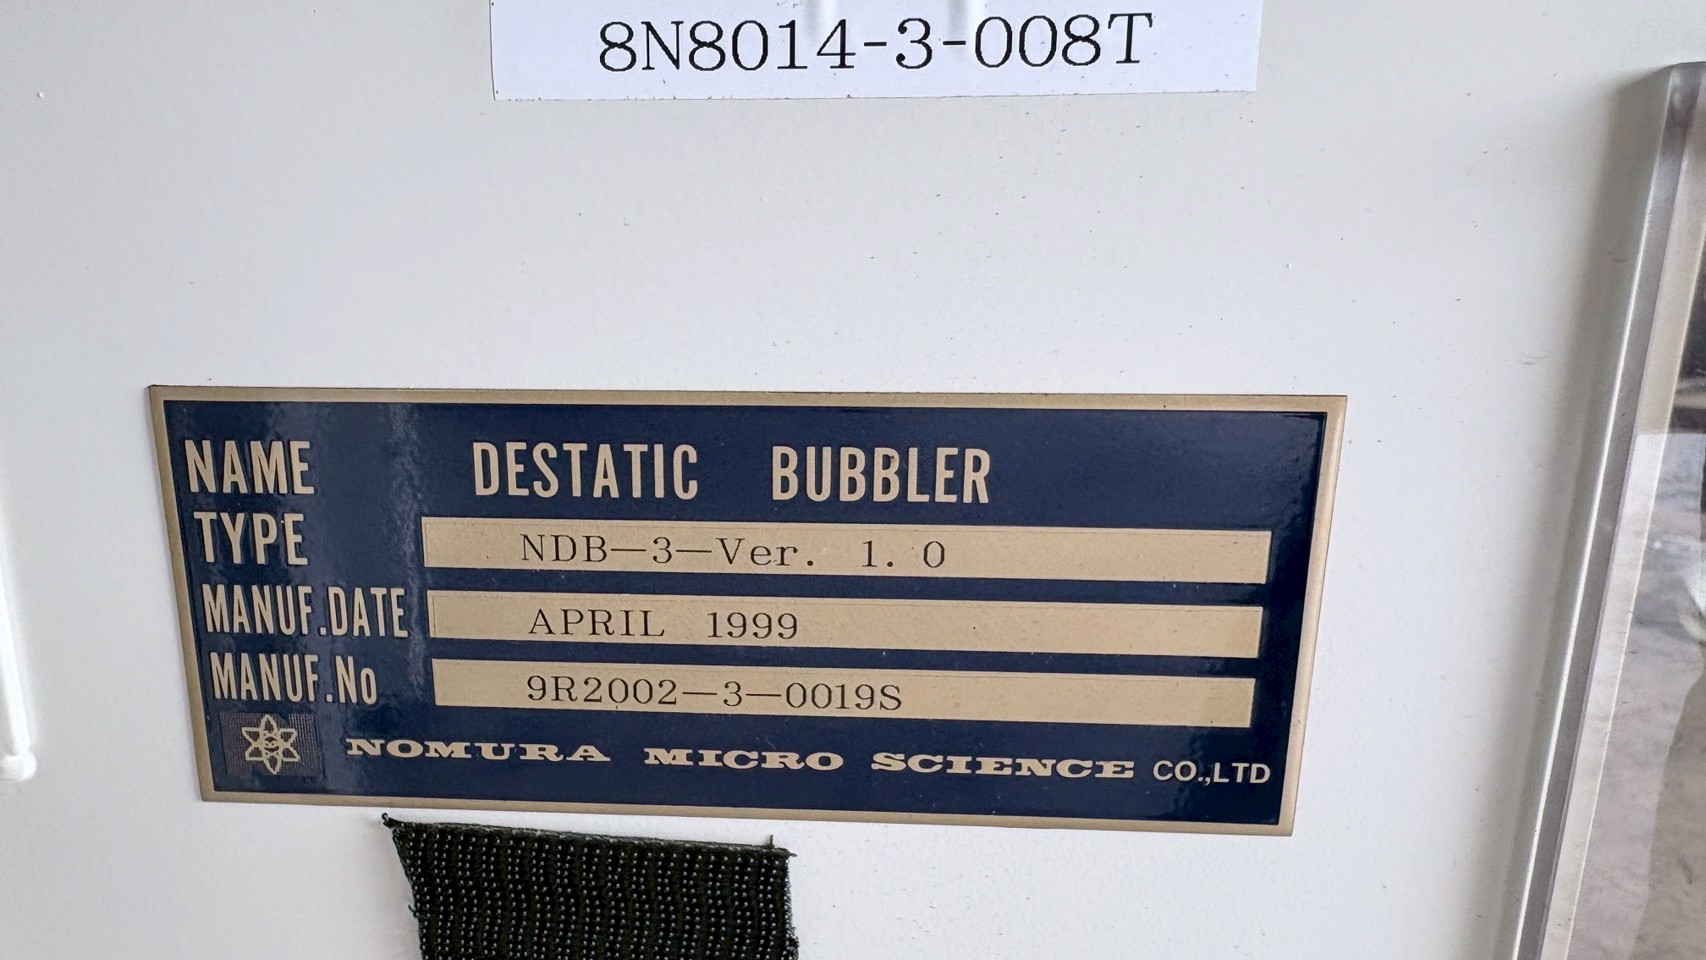 8N8014-3-008T
NAME DESTATIC BUBBLER
TYPE NDB-3-Ver. 1.0
MANUF.DATE APRIL 1999
MANUF.No 9R2002-3-0019S
NOMURA MICRO SCIENCE CO.,LTD